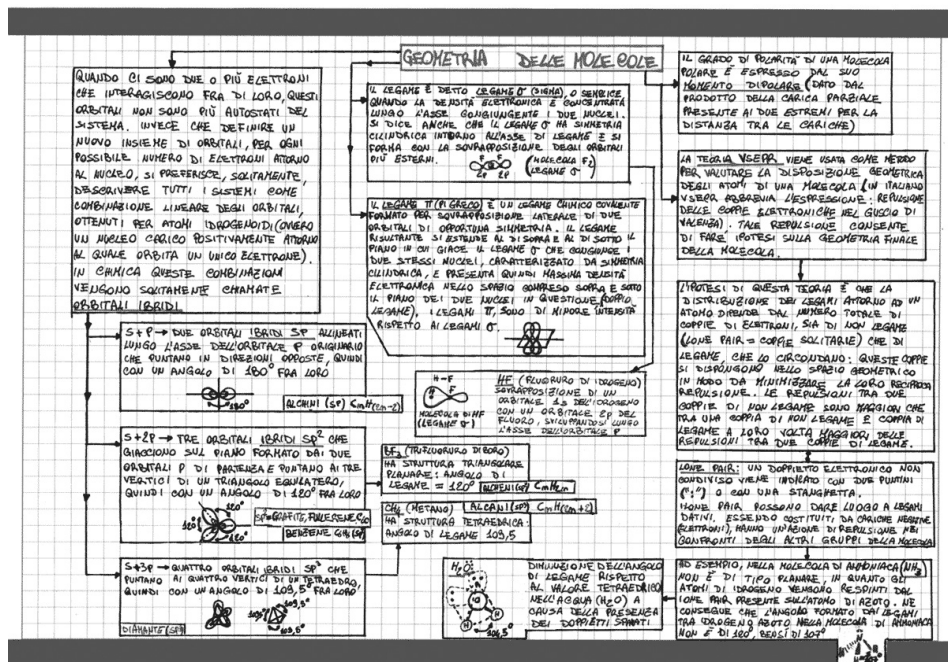 GEOMETRIA DELLE MOLECOLE
QUANDO CI SONO DUE O PIÙ ELETTRONI
CHE INTERAGISCONO FRA DI LORO, QUESTI
ORBITALI NON SONO PIÙ AUTOSTATI DEL
SISTEMA. INVECE CHE DEFINIRE UN
NUOVO INSIEME DI ORBITALI, PER OGNI
POSSIBILE NUMERO DI ELETTRONI ATTORNO
AL NUCLEO, SI PREFERISCE, SOLITAMENTE,
DESCRIVERE TUTTI I SISTEMI COME
COMBINAZIONE LINEARE DEGLI ORBITALI,
OTTENUTI PER ATOMI IDROGENOIDI (OVVERO
UN NUCLEO CARICO POSITIVAMENTE ATTORNO
AL QUALE ORBITA UN UNICO ELETTRONE).
IN CHIMICA QUESTE COMBINAZIONI
VENGONO SOLITAMENTE CHIAMATE
ORBITALI IBRIDI
S+P → DUE ORBITALI IBRIDI SP ALLINEATI
LUNGO L'ASSE DELL'ORBITALE P ORIGINARIO
CHE PUNTANO IN DIREZIONI OPPOSTE, QUINDI
CON UN ANGOLO DI 180° FRA LORO
180°
ALCHINI (SP) CnH(2n-2)
S+2P → TRE ORBITALI IBRIDI SP² CHE
GIACCIONO SUL PIANO FORMATO DAI DUE
ORBITALI P DI PARTENZA E PUNTANO AI TRE
VERTICI DI UN TRIANGOLO EQUILATERO,
QUINDI CON UN ANGOLO DI 120° FRA LORO
120°
120°
120°
SP²=GRAFITE, FULLERENE C60
BENZENE C6H6 (SP²)
S+3P → QUATTRO ORBITALI IBRIDI SP³ CHE
PUNTANO AI QUATTRO VERTICI DI UN TETRAEDRO,
QUINDI CON UN ANGOLO DI 109,5° FRA LORO
109,5°
DIAMANTE (SP³)
IL LEGAME È DETTO LEGAME σ (SIGMA), O SEMPLICE
QUANDO LA DENSITÀ ELETTRONICA È CONCENTRATA
LUNGO L'ASSE CONGIUNGENTE I DUE NUCLEI.
SI DICE ANCHE CHE IL LEGAME σ HA SIMMETRIA
CILINDRICA INTORNO ALL'ASSE DI LEGAME E SI
FORMA CON LA SOVRAPPOSIZIONE DEGLI ORBITALI
PIÙ ESTERNI.
F F
2P 2P
(MOLECOLA F2)
(LEGAME σ)
IL LEGAME π (PI GRECO) È UN LEGAME CHIMICO COVALENTE
FORMATO PER SOVRAPPOSIZIONE LATERALE DI DUE
ORBITALI DI OPPORTUNA SIMMETRIA. IL LEGAME
RISULTANTE SI ESTENDE AL DI SOPRA E AL DI SOTTO IL
PIANO IN CUI GIACE IL LEGAME σ CHE CONGIUNGE I
DUE STESSI NUCLEI, CARATTERIZZATO DA SIMMETRIA
CILINDRICA, E PRESENTA QUINDI MASSIMA DENSITÀ
ELETTRONICA NELLO SPAZIO COMPRESO SOPRA E SOTTO
IL PIANO DEI DUE NUCLEI IN QUESTIONE (DOPPIO
LEGAME), I LEGAMI π, SONO DI MINORE INTENSITÀ
RISPETTO AI LEGAMI σ.
H-F
MOLECOLA DI HF
(LEGAME σ)
HF (FLUORURO DI IDROGENO)
SOVRAPPOSIZIONE DI UN
ORBITALE 1S DELL'IDROGENO
CON UN ORBITALE 2P DEL
FLUORO, SVILUPPANDOSI LUNGO
L'ASSE DELL'ORBITALE P
BF3 (TRIFLUORURO DI BORO)
HA STRUTTURA TRIANGOLARE
PLANARE: ANGOLO DI
LEGAME = 120° ALCHENI (SP²) CnH2n
CH4 (METANO) ALCANI (SP³) CnH(2n+2)
HA STRUTTURA TETRAEDRICA:
ANGOLO DI LEGAME 109,5
H2O:
104,5°
DIMINUZIONE DELL'ANGOLO
DI LEGAME RISPETTO
AL VALORE TETRAEDRICO
NELL'ACQUA (H2O) A
CAUSA DELLA PRESENZA
DEI DOPPIETTI SPAIATI
IL GRADO DI POLARITÀ DI UNA MOLECOLA
POLARE È ESPRESSO DAL SUO
MOMENTO DIPOLARE (DATO DAL
PRODOTTO DELLA CARICA PARZIALE
PRESENTE AI DUE ESTREMI PER LA
DISTANZA TRA LE CARICHE)
LA TEORIA VSEPR VIENE USATA COME METODO
PER VALUTARE LA DISPOSIZIONE GEOMETRICA
DEGLI ATOMI DI UNA MOLECOLA (IN ITALIANO
VSEPR ABBREVIA L'ESPRESSIONE: REPULSIONE
DELLE COPPIE ELETTRONICHE NEL GUSCIO DI
VALENZA). TALE REPULSIONE CONSENTE
DI FARE IPOTESI SULLA GEOMETRIA FINALE
DELLA MOLECOLA.
L'IPOTESI DI QUESTA TEORIA È CHE LA
DISTRIBUZIONE DEI LEGAMI ATTORNO AD UN
ATOMO DIPENDE DAL NUMERO TOTALE DI
COPPIE DI ELETTRONI, SIA DI NON LEGAME
(LONE PAIR = COPPIE SOLITARIE) CHE DI
LEGAME, CHE LO CIRCONDANO: QUESTE COPPIE
SI DISPONGONO NELLO SPAZIO GEOMETRICO
IN MODO DA MINIMIZZARE LA LORO RECIPROCA
REPULSIONE. LE REPULSIONI TRA DUE
COPPIE DI NON LEGAME SONO MAGGIORI CHE
TRA UNA COPPIA DI NON LEGAME E COPPIA DI
LEGAME A LORO VOLTA MAGGIORI DELLE
REPULSIONI TRA DUE COPPIE DI LEGAME.
LONE PAIR: UN DOPPIETTO ELETTRONICO NON
CONDIVISO VIENE INDICATO CON DUE PUNTINI
(":") O CON UNA STANGHETTA.
I LONE PAIR POSSONO DARE LUOGO A LEGAMI
DATIVI. ESSENDO COSTITUITI DA CARICHE NEGATIVE
(ELETTRONI), HANNO UN'AZIONE DI REPULSIONE NEI
CONFRONTI DEGLI ALTRI GRUPPI DELLA MOLECOLA
AD ESEMPIO, NELLA MOLECOLA DI AMMONIACA (NH3)
NON È DI TIPO PLANARE, IN QUANTO GLI
ATOMI DI IDROGENO VENGONO RESPINTI DAL
LONE PAIR PRESENTE SULL'ATOMO DI AZOTO. NE
CONSEGUE CHE L'ANGOLO FORMATO DAI LEGAMI
TRA IDROGENO AZOTO NELLA MOLECOLA DI AMMONIACA
NON È DI 120°, BENSÌ DI 107°